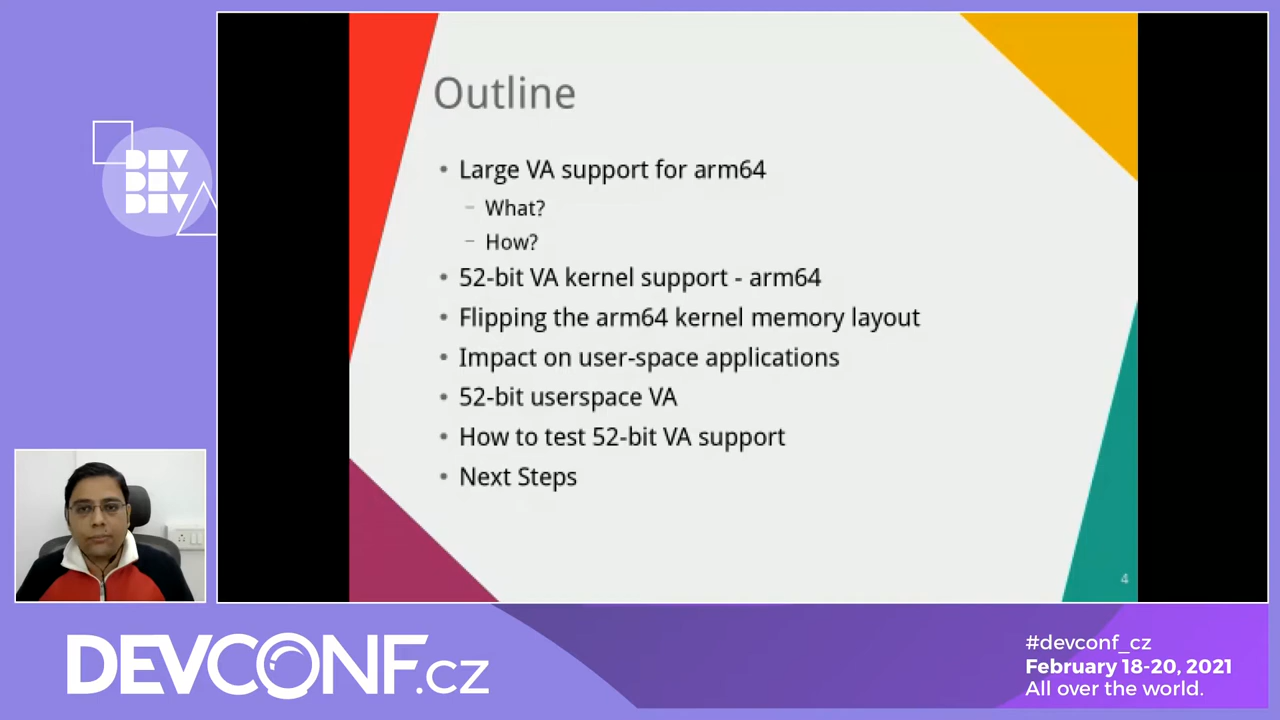 DEV
DEV
DEV
Outline
• Large VA support for arm64
– What?
– How?
• 52-bit VA kernel support - arm64
• Flipping the arm64 kernel memory layout
• Impact on user-space applications
• 52-bit userspace VA
• How to test 52-bit VA support
• Next Steps
4
DEVCONF.cz
#devconf_cz
February 18-20, 2021
All over the world.